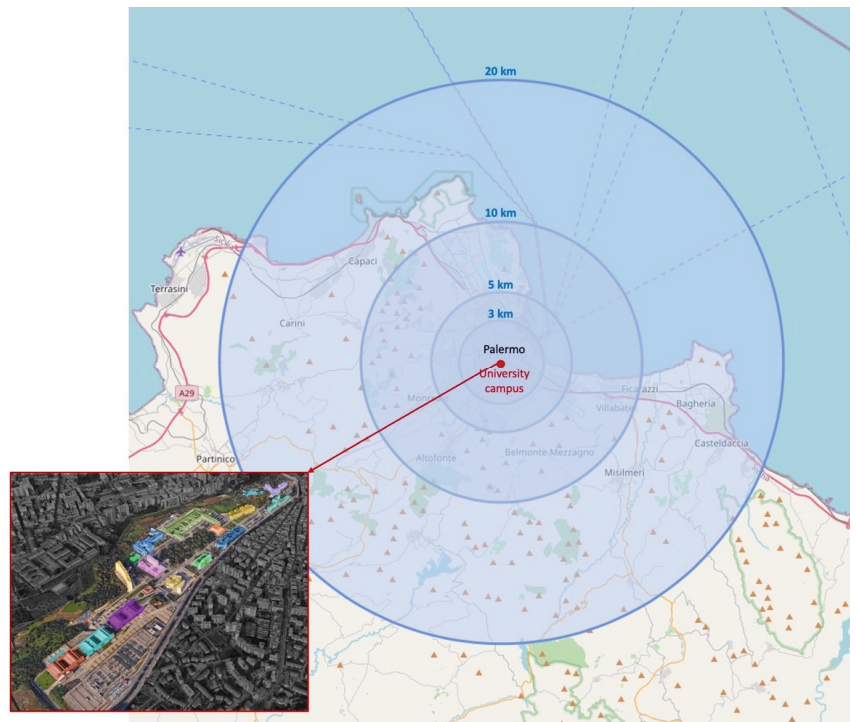 20 km
10 km
5 km
3 km
Palermo
University
campus
Capaci
Terrasini
Carini
A29
Partinico
Altofonte
Belmonte Mezzagno
Misilmeri
Villabate
Ficarazzi
Bagheria
Casteldaccia